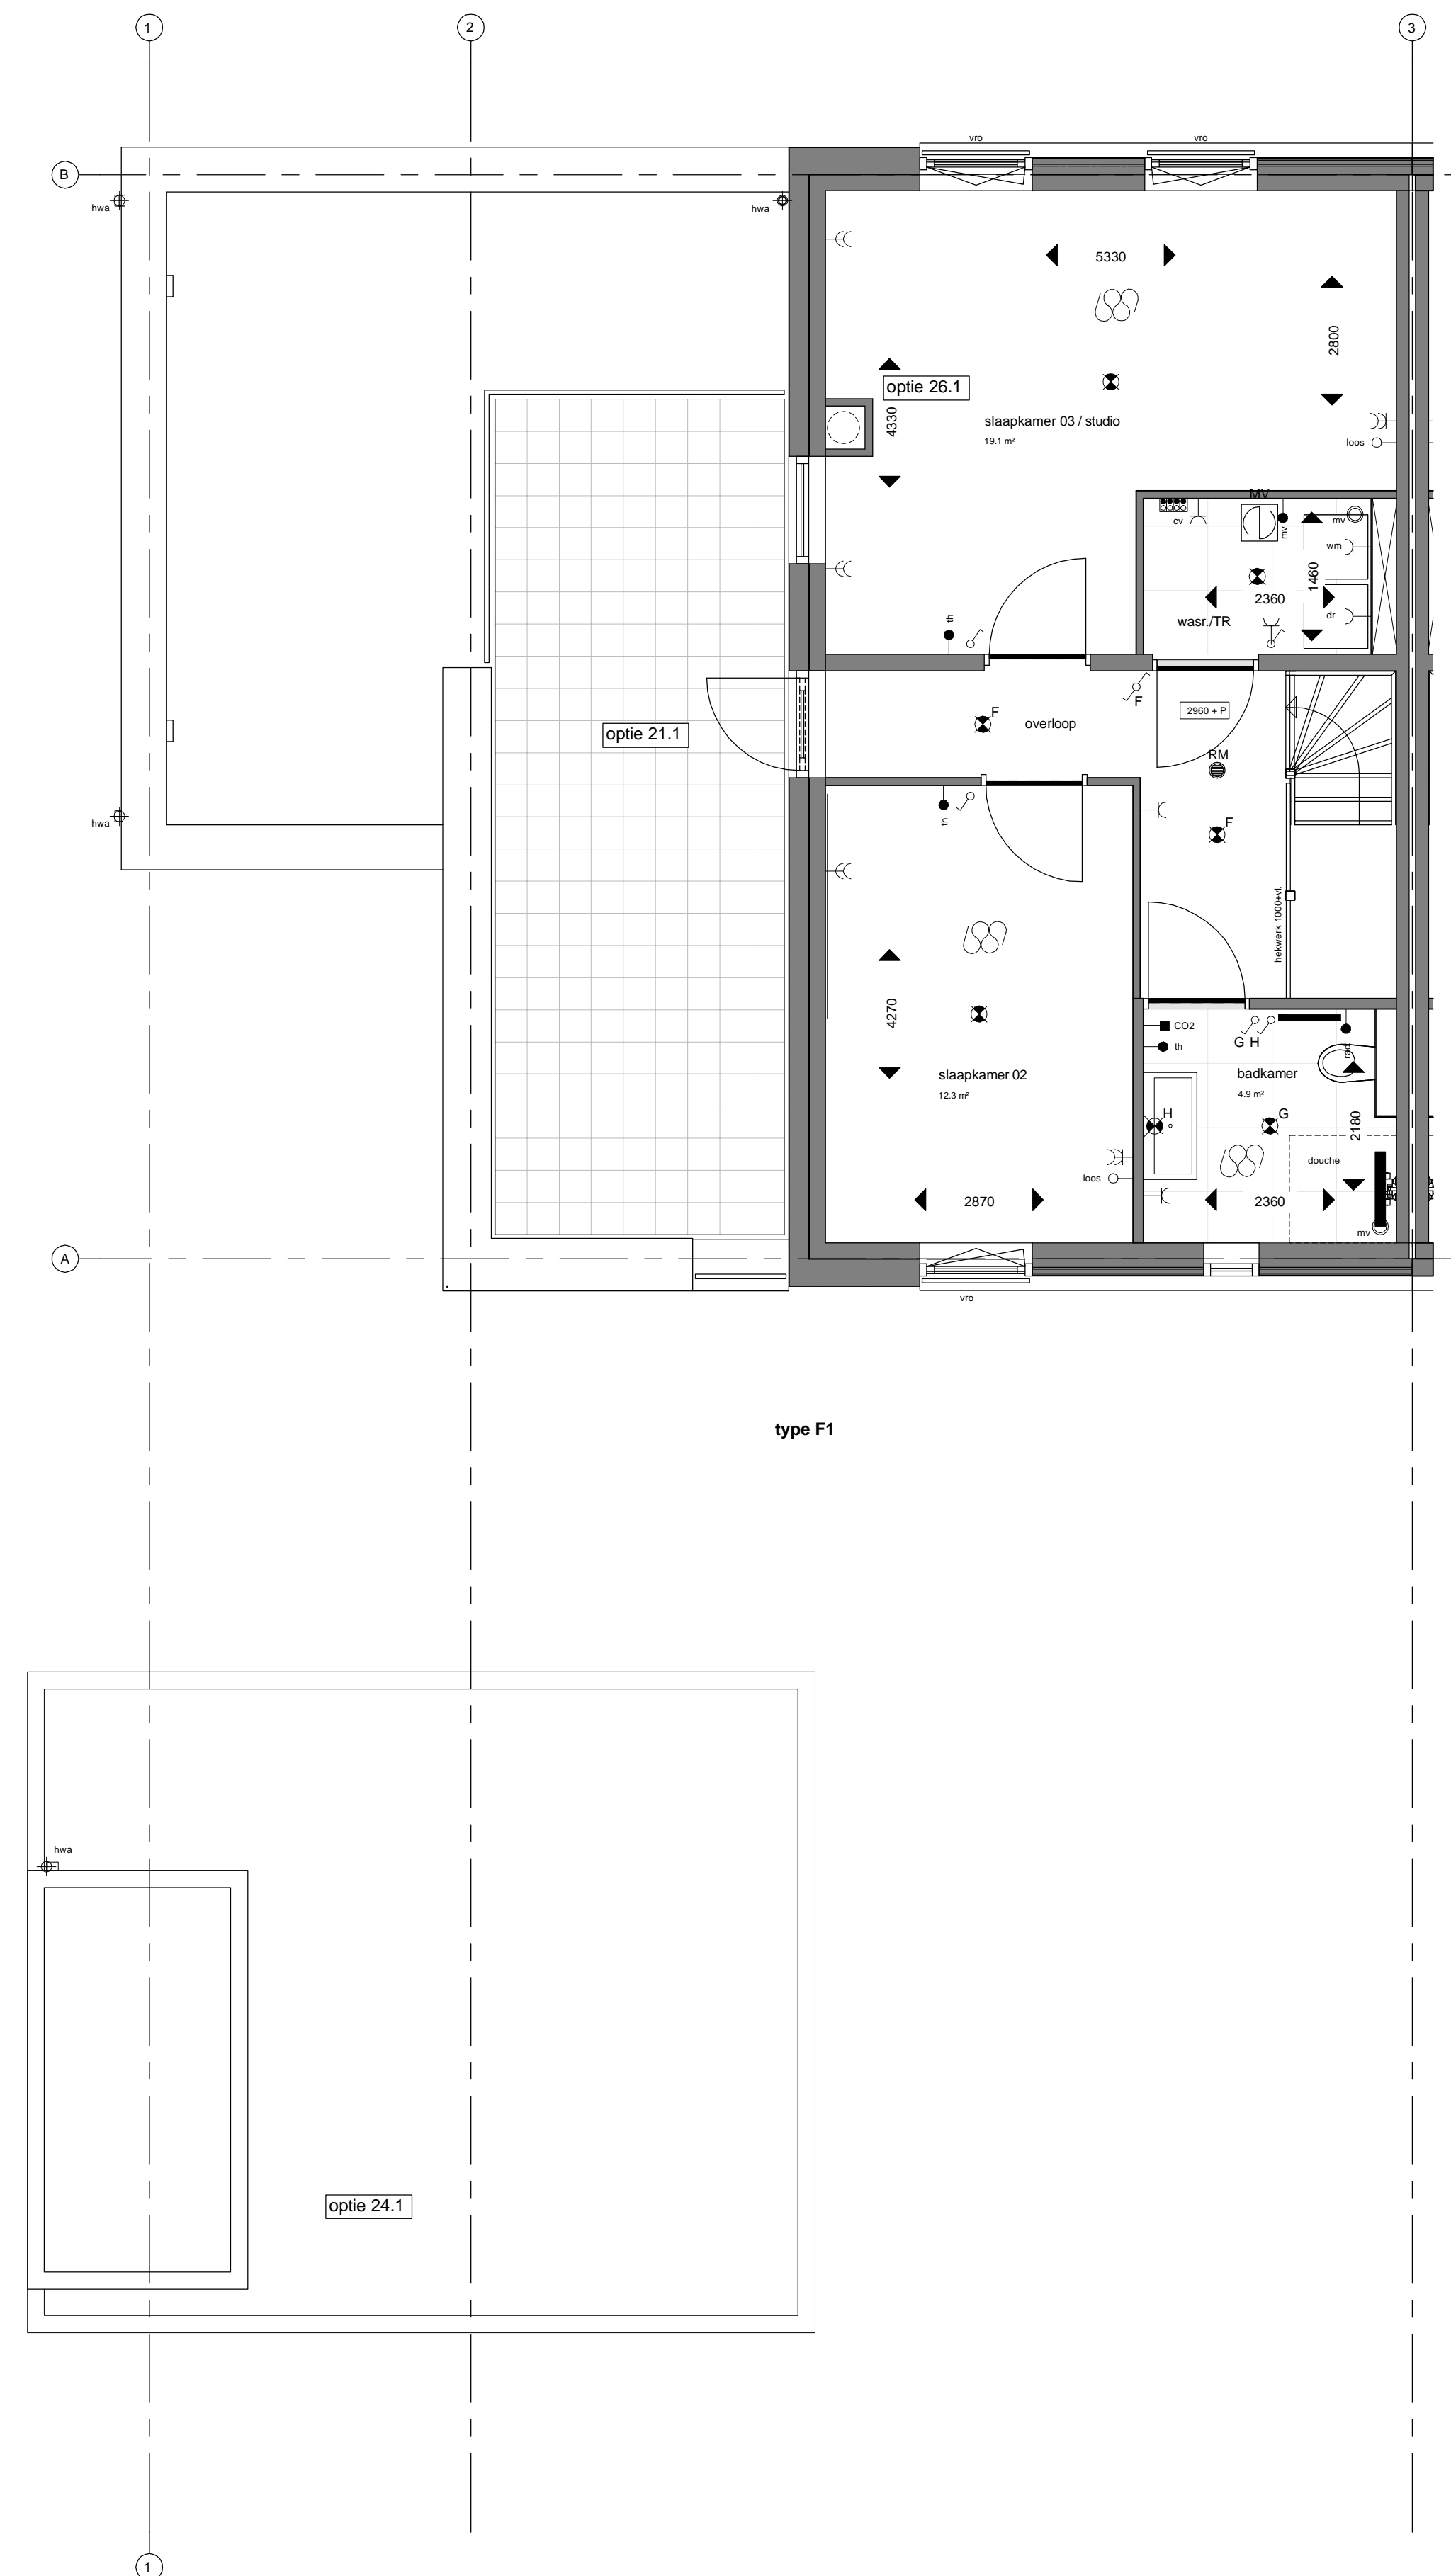 1
2
3
vro
vro
B
hwa
hwa
5330
2800
optie 26.1
4330
slaapkamer 03 / studio
19.1 m²
loos
MV
cv
mv
mv
wm
1460
2360
dr
wasr./TR
th
F
F
overloop
2960 + P
optie 21.1
RM
th
F
hwa
hekwerk 1000+vl.
4270
CO2
th
G H
rad.
slaapkamer 02
12.3 m²
badkamer
4.9 m²
H
G
2180
douche
loos
2870
2360
mv
A
vro
type F1
hwa
optie 24.1
1